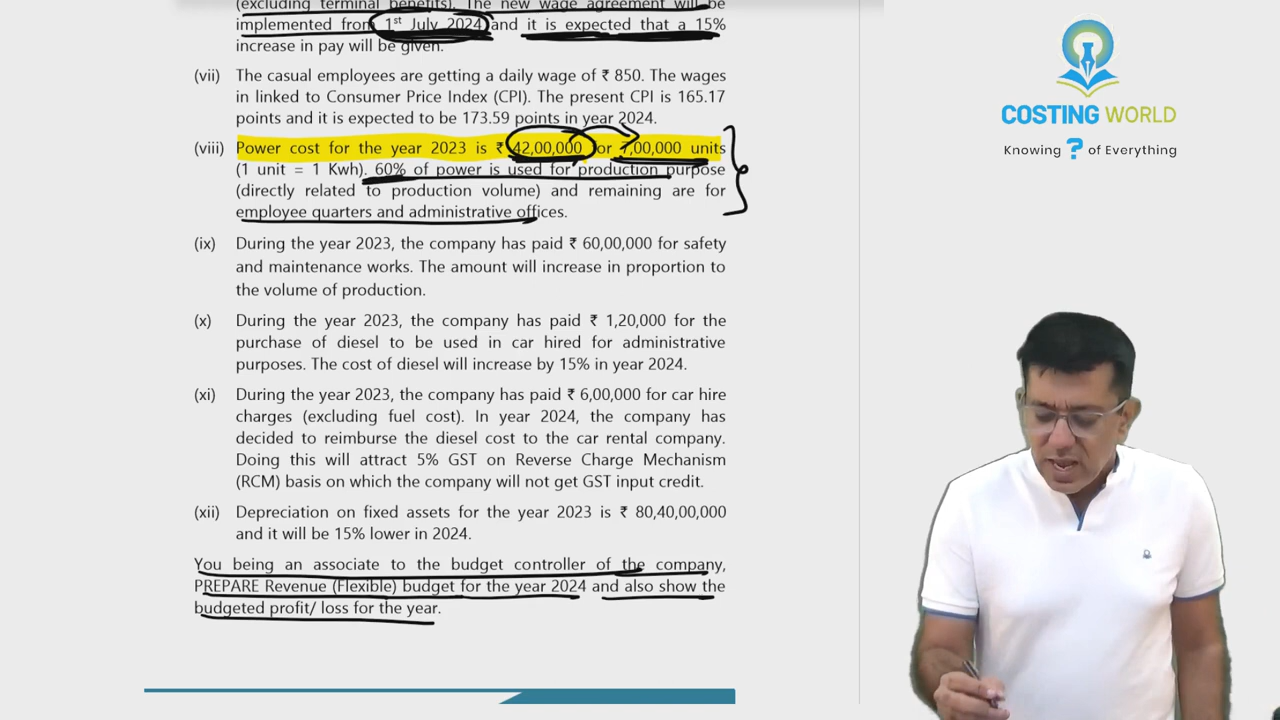 (excluding terminal benefits). The new wage agreement will be
implemented from 1st July 2024 and it is expected that a 15%
increase in pay will be given.
(vii) The casual employees are getting a daily wage of ₹ 850. The wages
in linked to Consumer Price Index (CPI). The present CPI is 165.17
points and it is expected to be 173.59 points in year 2024.
(viii) Power cost for the year 2023 is ₹ 42,00,000 for 7,00,000 units
(1 unit = 1 Kwh). 60% of power is used for production purpose
(directly related to production volume) and remaining are for
employee quarters and administrative offices.
(ix) During the year 2023, the company has paid ₹ 60,00,000 for safety
and maintenance works. The amount will increase in proportion to
the volume of production.
(x) During the year 2023, the company has paid ₹ 1,20,000 for the
purchase of diesel to be used in car hired for administrative
purposes. The cost of diesel will increase by 15% in year 2024.
(xi) During the year 2023, the company has paid ₹ 6,00,000 for car hire
charges (excluding fuel cost). In year 2024, the company has
decided to reimburse the diesel cost to the car rental company.
Doing this will attract 5% GST on Reverse Charge Mechanism
(RCM) basis on which the company will not get GST input credit.
(xii) Depreciation on fixed assets for the year 2023 is ₹ 80,40,00,000
and it will be 15% lower in 2024.
You being an associate to the budget controller of the company,
PREPARE Revenue (Flexible) budget for the year 2024 and also show the
budgeted profit/ loss for the year.
COSTING WORLD
Knowing ? of Everything